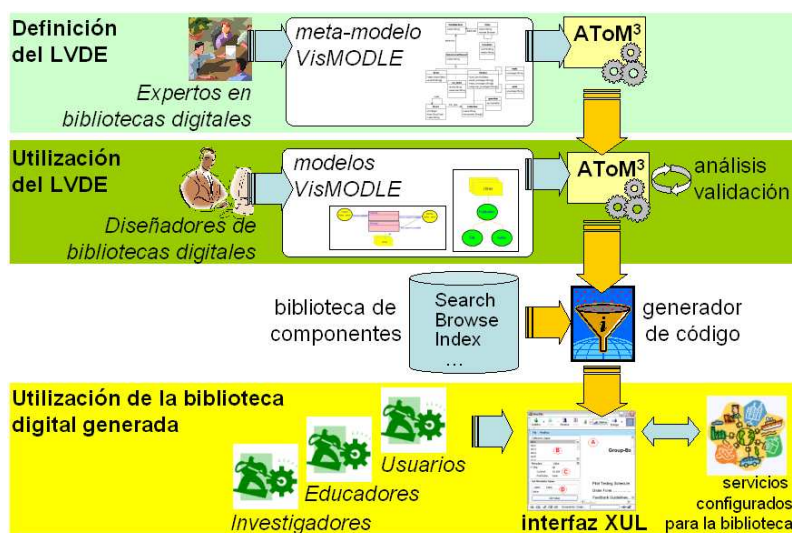 Definición
del LVDE
Expertos en
bibliotecas digitales
meta-modelo
VisMODLE
AToM³
Utilización
del LVDE
Diseñadores de
bibliotecas digitales
modelos
VisMODLE
AToM³
análisis
validación
biblioteca de
componentes
Search
Browse
Index
...
i
generador
de código
Utilización de la biblioteca
digital generada
Usuarios
Educadores
Investigadores
A
B
C
D
Group-Ba
interfaz XUL
servicios
configurados
para la biblioteca